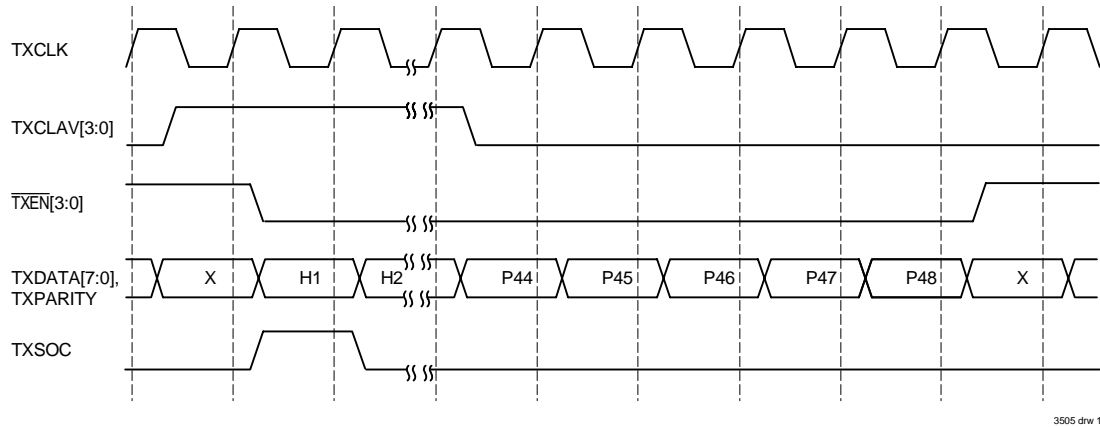 TXCLK
TXCLAV[3:0]
TXEN[3:0]
TXDATA[7:0],
TXPARITY
X H1 H2 P44 P45 P46 P47 P48 X
TXSOC
3505 drw 1